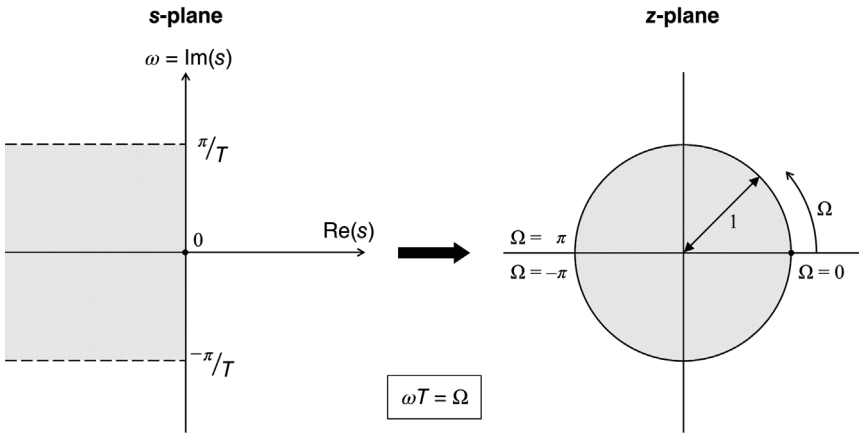 s-plane
z-plane
ω = Im(s)
π/T
0
Re(s)
−π/T
1
Ω
Ω = π
Ω = −π
Ω = 0
ωT = Ω